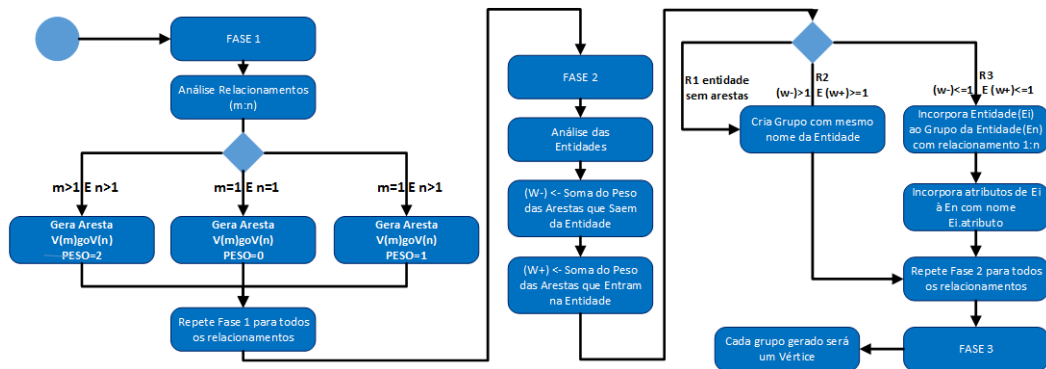 FASE 1
Análise Relacionamentos
(m:n)
m>1 E n>1
m=1 E n=1
m=1 E n>1
Gera Aresta
V(m)goV(n)
PESO=2
Gera Aresta
V(m)goV(n)
PESO=0
Gera Aresta
V(m)goV(n)
PESO=1
Repete Fase 1 para todos
os relacionamentos
FASE 2
Análise das
Entidades
(W-) <- Soma do Peso
das Arestas que Saem
da Entidade
(W+) <- Soma do Peso
das Arestas que Entram
na Entidade
R1 entidade
sem arestas
R2
(w-)>1 E (w+)>=1
R3
(w-)<=1 E (w+)<=1
Cria Grupo com mesmo
nome da Entidade
Incorpora Entidade(Ei)
ao Grupo da Entidade(En)
com relacionamento 1:n
Incorpora atributos de Ei
à En com nome
Ei.atributo
Repete Fase 2 para todos
os relacionamentos
FASE 3
Cada grupo gerado será
um Vértice